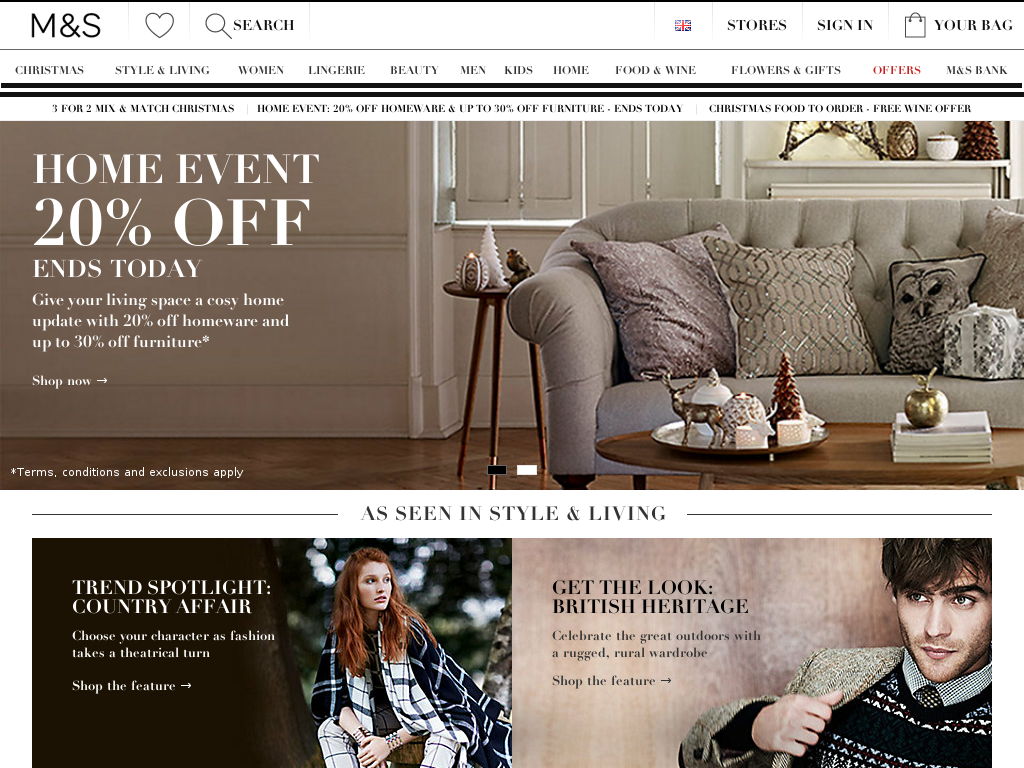 M&S
SEARCH
STORES
SIGN IN
YOUR BAG
CHRISTMAS
STYLE & LIVING
WOMEN
LINGERIE
BEAUTY
MEN
KIDS
HOME
FOOD & WINE
FLOWERS & GIFTS
OFFERS
M&S BANK
3 FOR 2 MIX & MATCH CHRISTMAS
HOME EVENT: 20% OFF HOMEWARE & UP TO 30% OFF FURNITURE - ENDS TODAY
CHRISTMAS FOOD TO ORDER - FREE WINE OFFER
HOME EVENT
20% OFF
ENDS TODAY
Give your living space a cosy home
update with 20% off homeware and
up to 30% off furniture*
Shop now →
*Terms, conditions and exclusions apply
AS SEEN IN STYLE & LIVING
TREND SPOTLIGHT:
COUNTRY AFFAIR
Choose your character as fashion
takes a theatrical turn
Shop the feature →
GET THE LOOK:
BRITISH HERITAGE
Celebrate the great outdoors with
a rugged, rural wardrobe
Shop the feature →